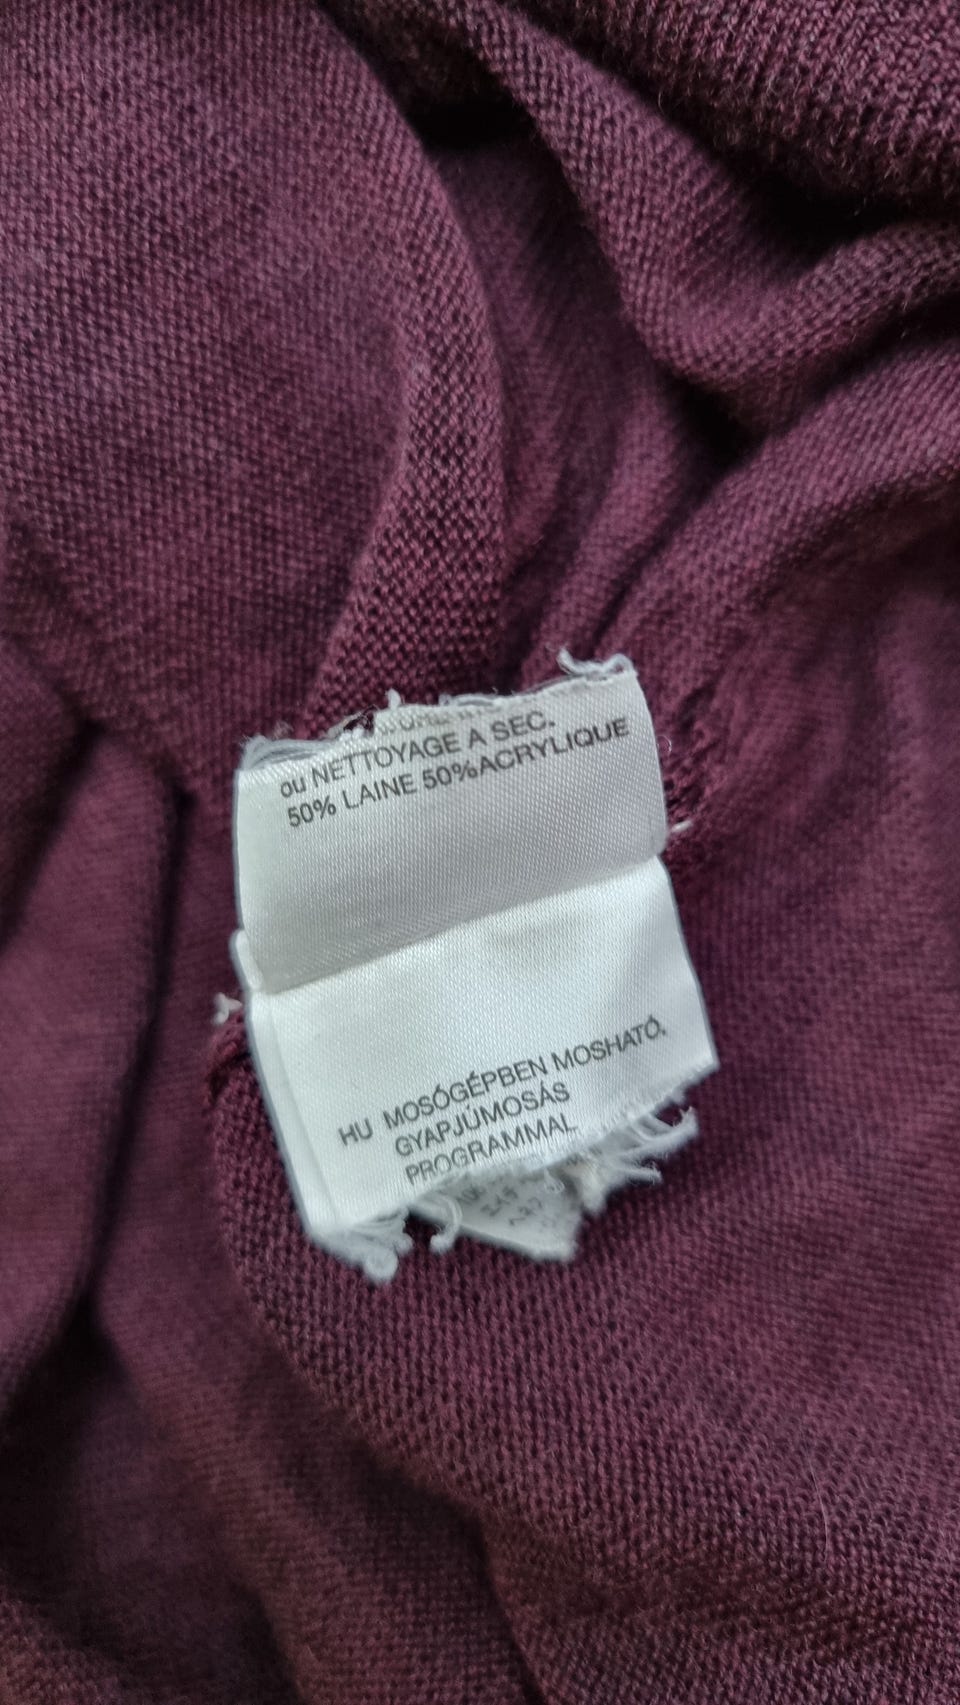 ou NETTOYAGE A SEC.
50% LAINE 50%ACRYLIQUE
HU MOSÓGÉPBEN MOSHATÓ,
GYAPJÚMOSÁS
PROGRAMMAL